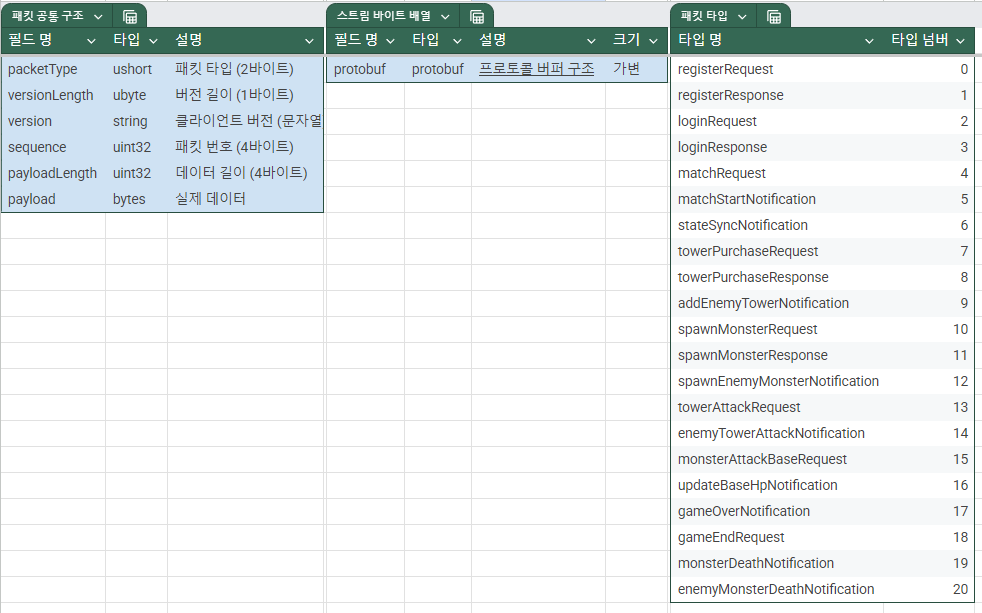 패킷 공통 구조
필드 명 타입 설명
packetType ushort 패킷 타입 (2바이트)
versionLength ubyte 버전 길이 (1바이트)
version string 클라이언트 버전 (문자열
sequence uint32 패킷 번호 (4바이트)
payloadLength uint32 데이터 길이 (4바이트)
payload bytes 실제 데이터
스트림 바이트 배열
필드 명 타입 설명 크기
protobuf protobuf 프로토콜 버퍼 구조 가변
패킷 타입
타입 명 타입 넘버
registerRequest 0
registerResponse 1
loginRequest 2
loginResponse 3
matchRequest 4
matchStartNotification 5
stateSyncNotification 6
towerPurchaseRequest 7
towerPurchaseResponse 8
addEnemyTowerNotification 9
spawnMonsterRequest 10
spawnMonsterResponse 11
spawnEnemyMonsterNotification 12
towerAttackRequest 13
enemyTowerAttackNotification 14
monsterAttackBaseRequest 15
updateBaseHpNotification 16
gameOverNotification 17
gameEndRequest 18
monsterDeathNotification 19
enemyMonsterDeathNotification 20